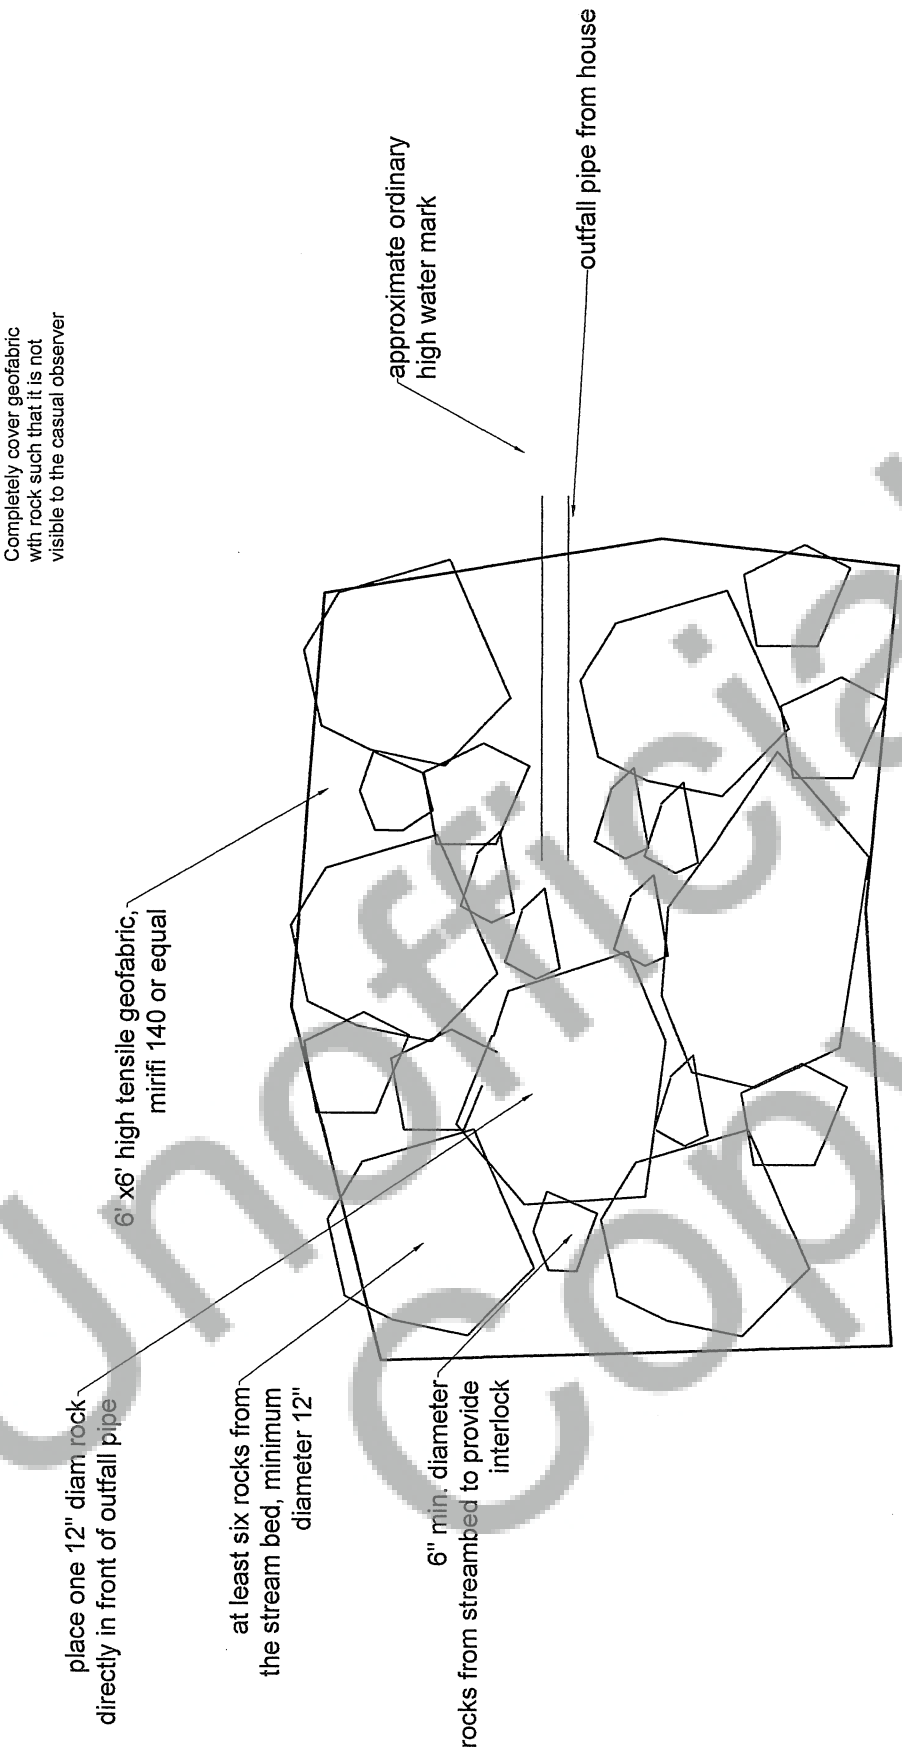 Completely cover geofabric
wth rock such that it is not
visible to the casual observer
place one 12" diam rock
directly in front of outfall pipe
6' x6' high tensile geofabric,
mirifi 140 or equal
at least six rocks from
the stream bed, minimum
diameter 12"
approximate ordinary
high water mark
6" min. diameter
rocks from streambed to provide
interlock
outfall pipe from house
Unofficial
Copy